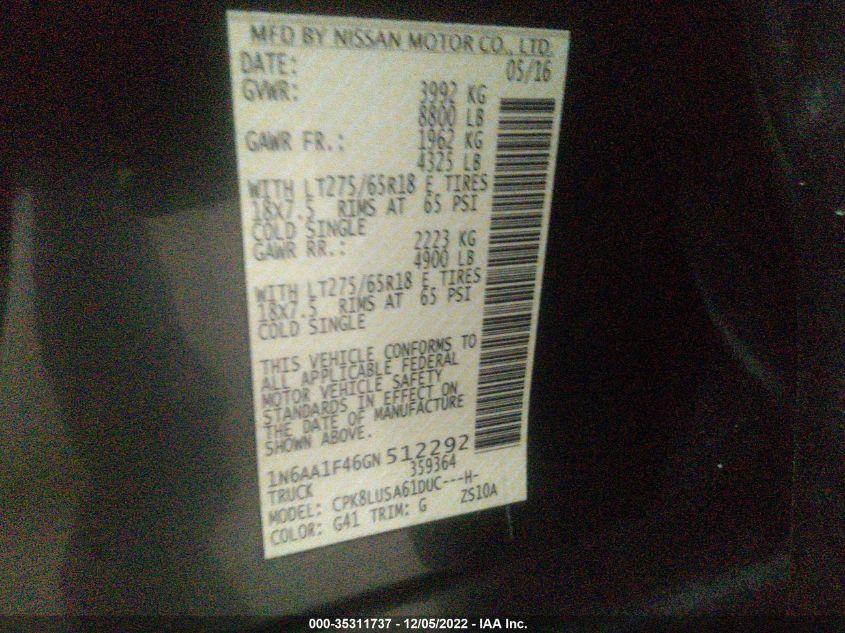 MFD BY NISSAN MOTOR CO., LTD.
DATE: 05/16
GVWR: 3992 KG
8800 LB
GAWR FR.: 1962 KG
4325 LB
WITH LT275/65R18 E TIRES
18X7.5 RIMS AT 65 PSI
COLD SINGLE
GAWR RR.: 2223 KG
4900 LB
WITH LT275/65R18 E TIRES
18X7.5 RIMS AT 65 PSI
COLD SINGLE
THIS VEHICLE CONFORMS TO
ALL APPLICABLE FEDERAL
MOTOR VEHICLE SAFETY
STANDARDS IN EFFECT ON
THE DATE OF MANUFACTURE
SHOWN ABOVE.
1N6AA1F46GN 512292
TRUCK 359364
MODEL: CPK8LUSA61DUC---H-
COLOR: G41 TRIM: G ZS10A
000-35311737 - 12/05/2022 - IAA Inc.